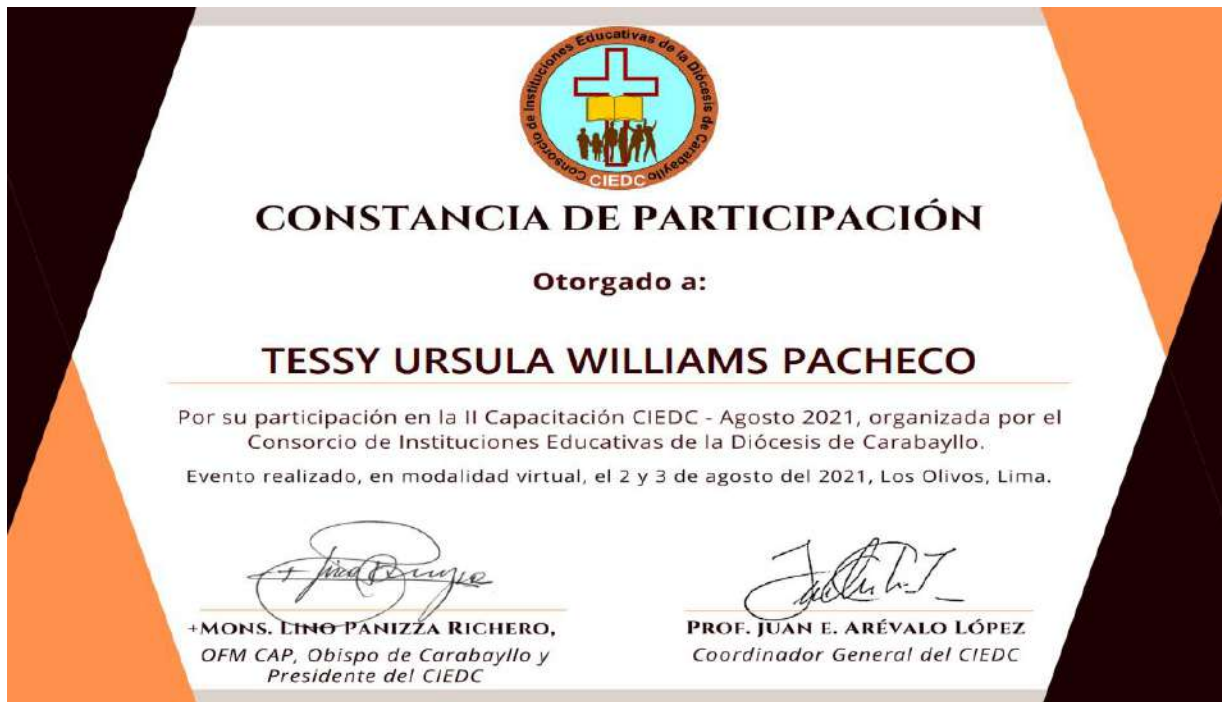 Consorcio de Instituciones Educativas de la Diócesis de Carabayllo
CIEDC
CONSTANCIA DE PARTICIPACIÓN
Otorgado a:
TESSY URSULA WILLIAMS PACHECO
Por su participación en la II Capacitación CIEDC - Agosto 2021, organizada por el
Consorcio de Instituciones Educativas de la Diócesis de Carabayllo.
Evento realizado, en modalidad virtual, el 2 y 3 de agosto del 2021, Los Olivos, Lima.
+MONS. LINO PANIZZA RICHERO,
OFM CAP, Obispo de Carabayllo y
Presidente del CIEDC
PROF. JUAN E. ARÉVALO LÓPEZ
Coordinador General del CIEDC